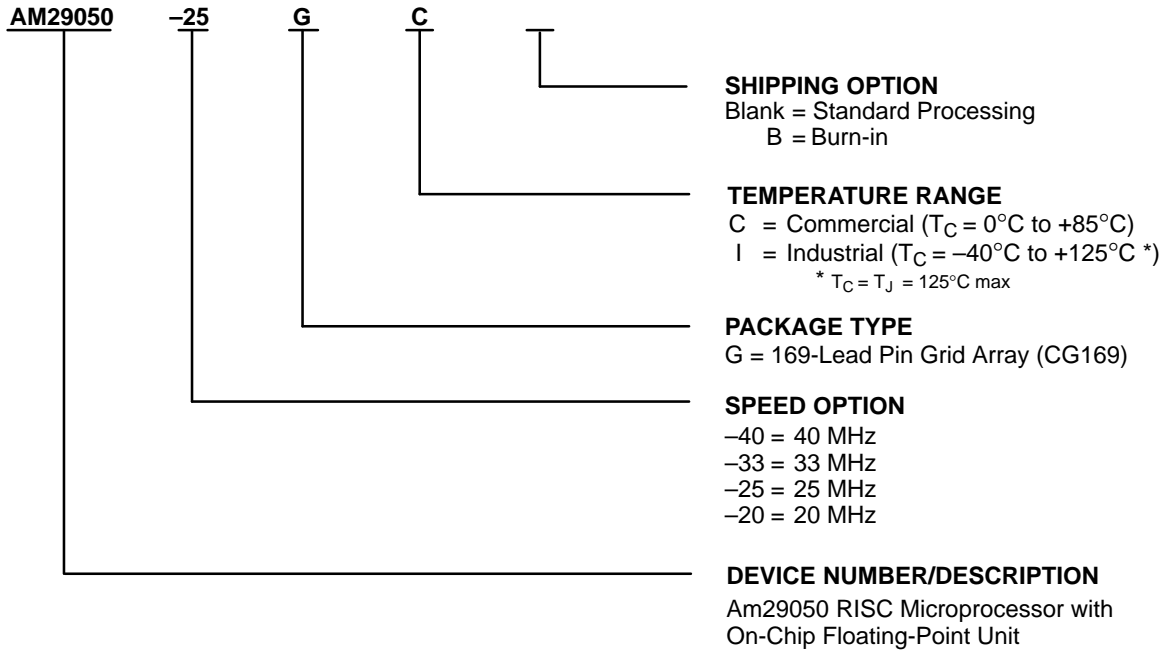 AM29050 –25 G C
SHIPPING OPTION
Blank = Standard Processing
B = Burn-in
TEMPERATURE RANGE
C = Commercial (TC = 0°C to +85°C)
I = Industrial (TC = –40°C to +125°C *)
* TC = TJ = 125°C max
PACKAGE TYPE
G = 169-Lead Pin Grid Array (CG169)
SPEED OPTION
–40 = 40 MHz
–33 = 33 MHz
–25 = 25 MHz
–20 = 20 MHz
DEVICE NUMBER/DESCRIPTION
Am29050 RISC Microprocessor with
On-Chip Floating-Point Unit